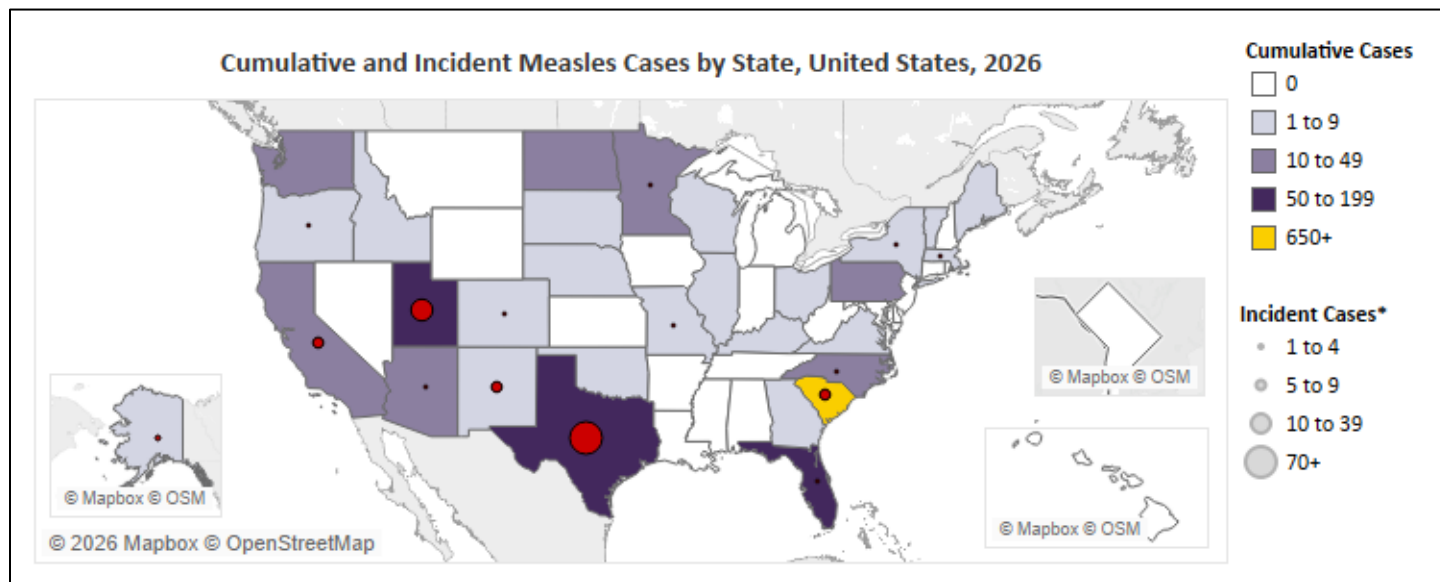 Cumulative and Incident Measles Cases by State, United States, 2026
Cumulative Cases
0
1 to 9
10 to 49
50 to 199
650+
Incident Cases*
1 to 4
5 to 9
10 to 39
70+
© Mapbox © OSM
© Mapbox © OSM
© Mapbox © OSM
© 2026 Mapbox © OpenStreetMap